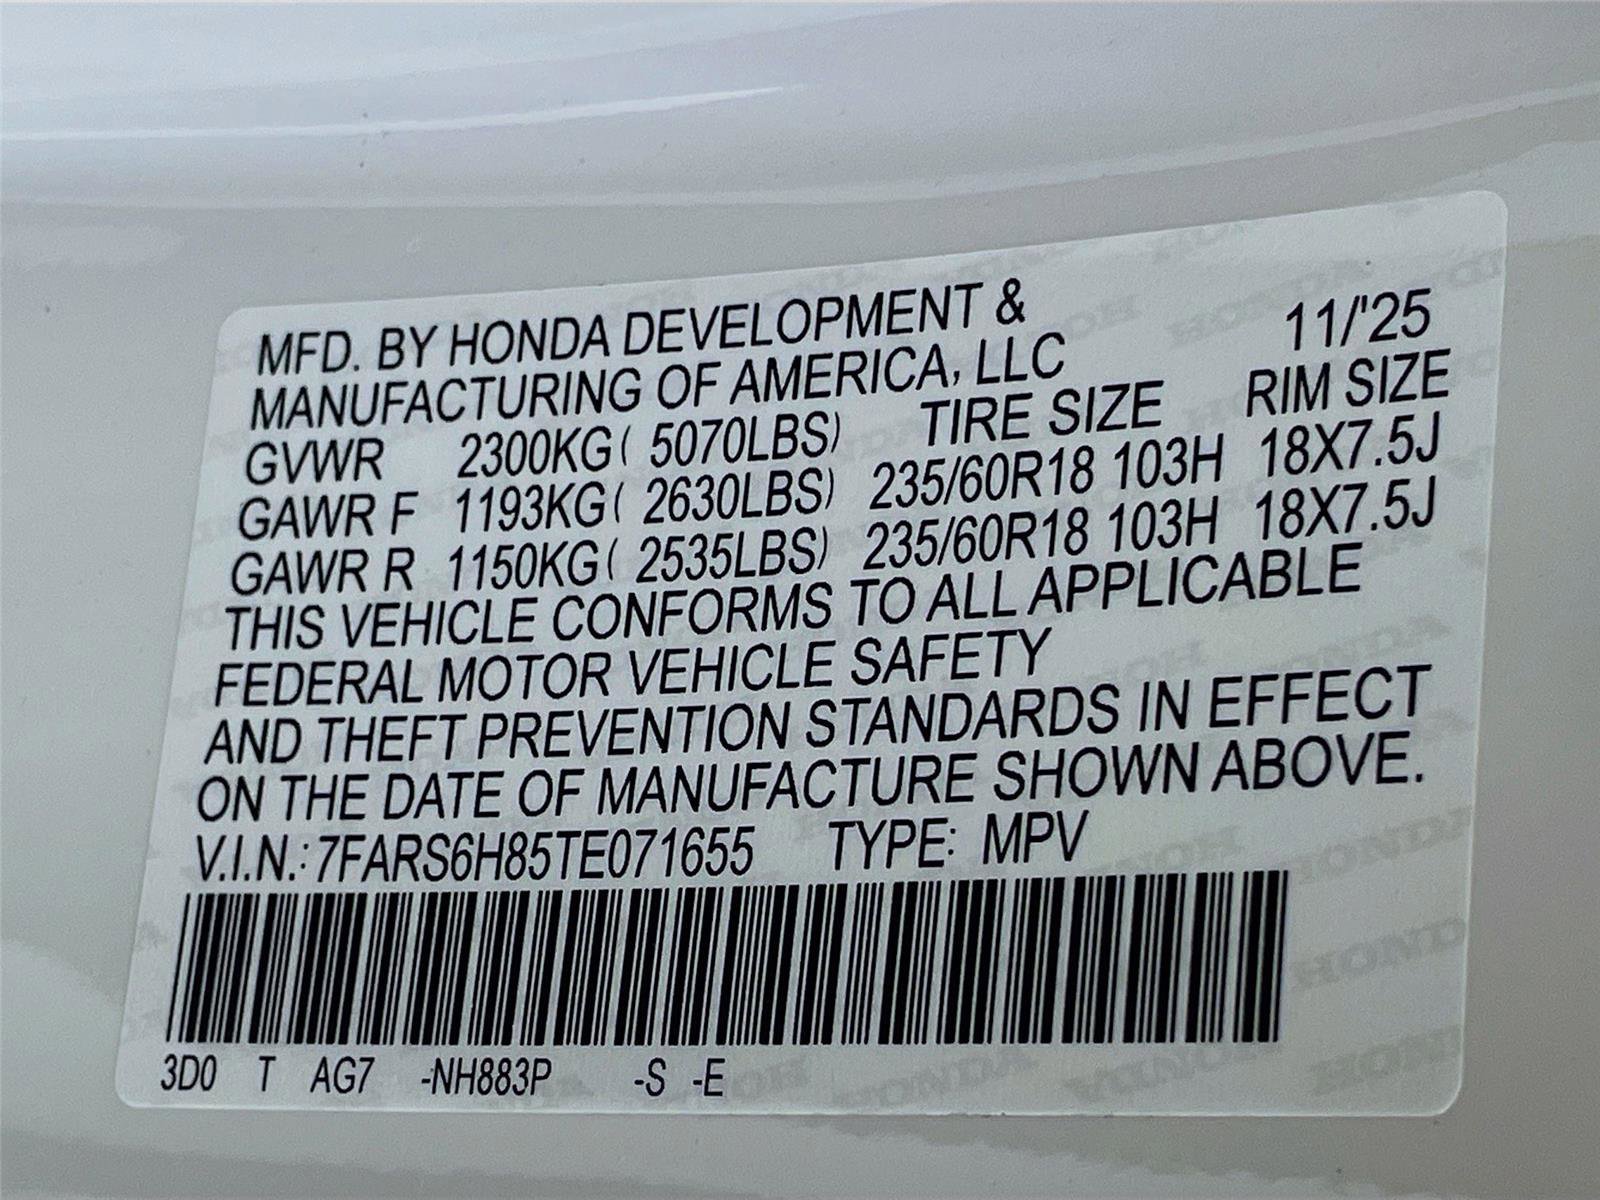 MFD. BY HONDA DEVELOPMENT & 11/'25
MANUFACTURING OF AMERICA, LLC
GVWR 2300KG( 5070LBS) TIRE SIZE RIM SIZE
GAWR F 1193KG( 2630LBS) 235/60R18 103H 18X7.5J
GAWR R 1150KG( 2535LBS) 235/60R18 103H 18X7.5J
THIS VEHICLE CONFORMS TO ALL APPLICABLE
FEDERAL MOTOR VEHICLE SAFETY
AND THEFT PREVENTION STANDARDS IN EFFECT
ON THE DATE OF MANUFACTURE SHOWN ABOVE.
V.I.N.: 7FARS6H85TE071655 TYPE: MPV
3D0 T AG7 -NH883P -S -E